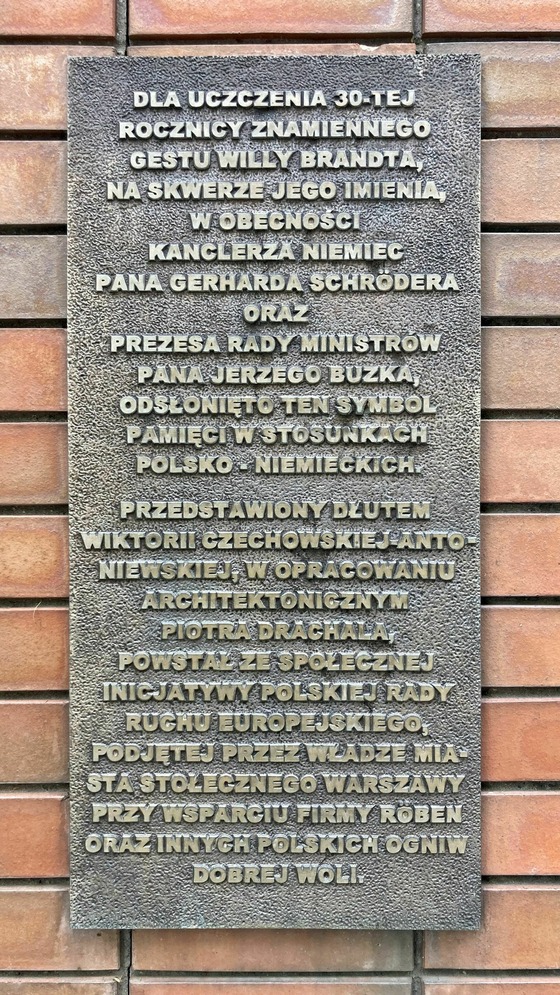 DLA UCZCZENIA 30-TEJ
ROCZNICY ZNAMIENNEGO
GESTU WILLY BRANDTA,
NA SKWERZE JEGO IMIENIA,
W OBECNOŚCI
KANCLERZA NIEMIEC
PANA GERHARDA SCHRÖDERA
ORAZ
PREZESA RADY MINISTRÓW
PANA JERZEGO BUZKA,
ODSŁONIĘTO TEN SYMBOL
PAMIĘCI W STOSUNKACH
POLSKO - NIEMIECKICH.
PRZEDSTAWIONY DŁUTEM
WIKTORII CZECHOWSKIEJ-ANTO-
NIEWSKIEJ, W OPRACOWANIU
ARCHITEKTONICZNYM
PIOTRA DRACHALA,
POWSTAŁ ZE SPOŁECZNEJ
INICJATYWY POLSKIEJ RADY
RUCHU EUROPEJSKIEGO,
PODJĘTEJ PRZEZ WŁADZE MIA-
STA STOŁECZNEGO WARSZAWY
PRZY WSPARCIU FIRMY RÖBEN
ORAZ INNYCH POLSKICH OGNIW
DOBREJ WOLI.